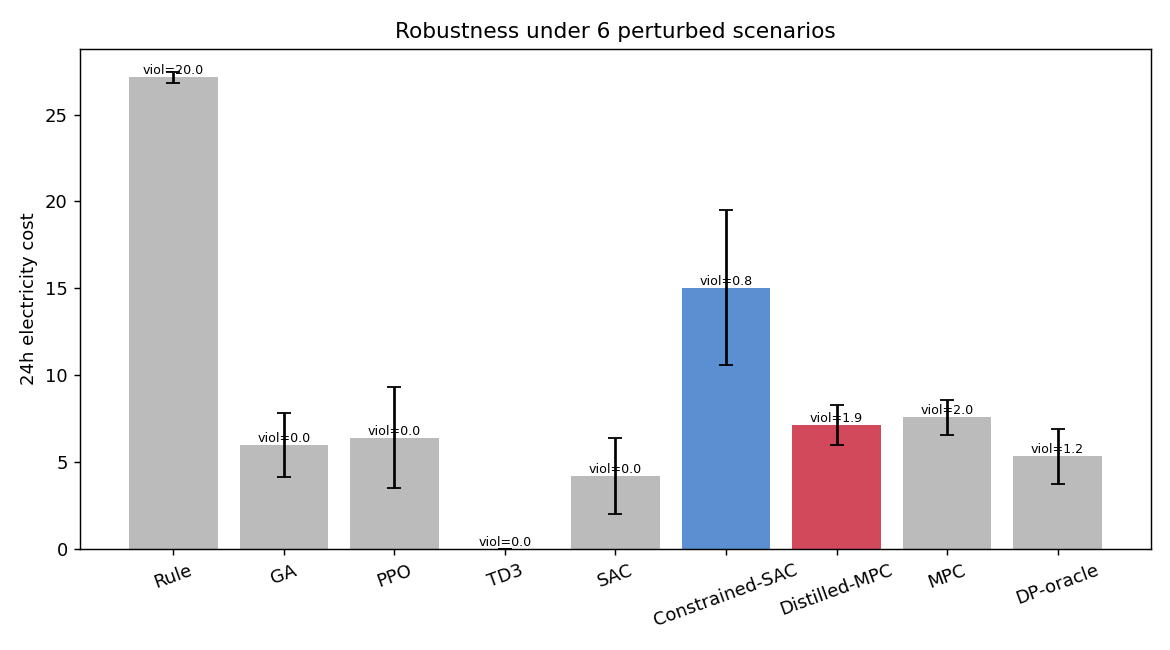 Robustness under 6 perturbed scenarios
24h electricity cost
25
20
15
10
5
0
viol=20.0
viol=0.0
viol=0.0
viol=0.0
viol=0.0
viol=0.8
viol=1.9
viol=2.0
viol=1.2
Rule
GA
PPO
TD3
SAC
Constrained-SAC
Distilled-MPC
MPC
DP-oracle